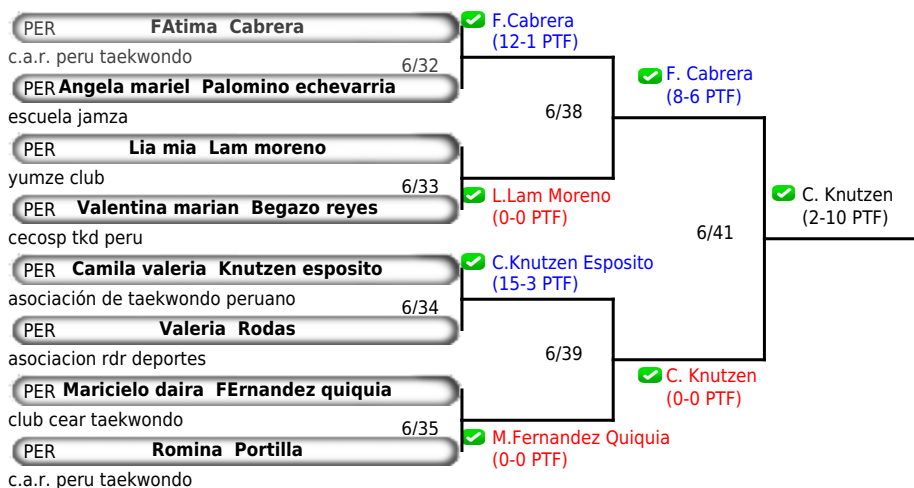 PER FAtima Cabrera
c.a.r. peru taekwondo
6/32
PER Angela mariel Palomino echevarria
escuela jamza
PER Lia mia Lam moreno
yumze club
6/33
PER Valentina marian Begazo reyes
cecosp tkd peru
PER Camila valeria Knutzen esposito
asociación de taekwondo peruano
6/34
PER Valeria Rodas
asociacion rdr deportes
PER Maricielo daira FErnandez quiquia
club cear taekwondo
6/35
PER Romina Portilla
c.a.r. peru taekwondo
F.Cabrera
(12-1 PTF)
6/38
L.Lam Moreno
(0-0 PTF)
C.Knutzen Esposito
(15-3 PTF)
6/39
M.Fernandez Quiquia
(0-0 PTF)
F. Cabrera
(8-6 PTF)
6/41
C. Knutzen
(0-0 PTF)
C. Knutzen
(2-10 PTF)